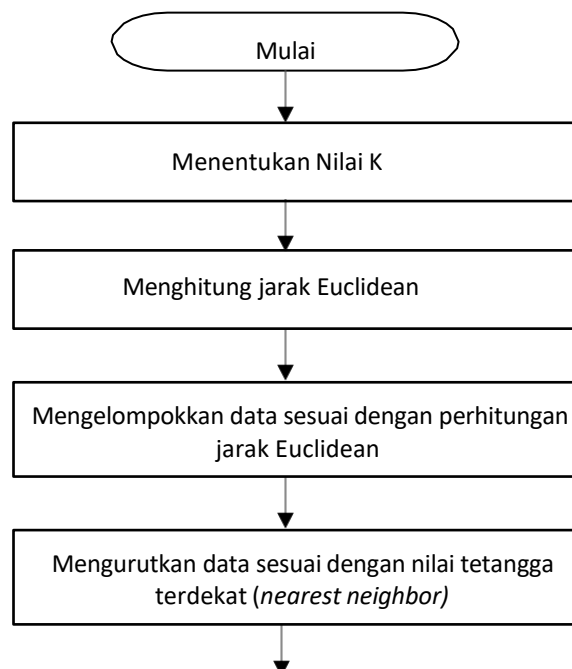 Mulai
Menentukan Nilai K
Menghitung jarak Euclidean
Mengelompokkan data sesuai dengan perhitungan
jarak Euclidean
Mengurutkan data sesuai dengan nilai tetangga
terdekat (nearest neighbor)